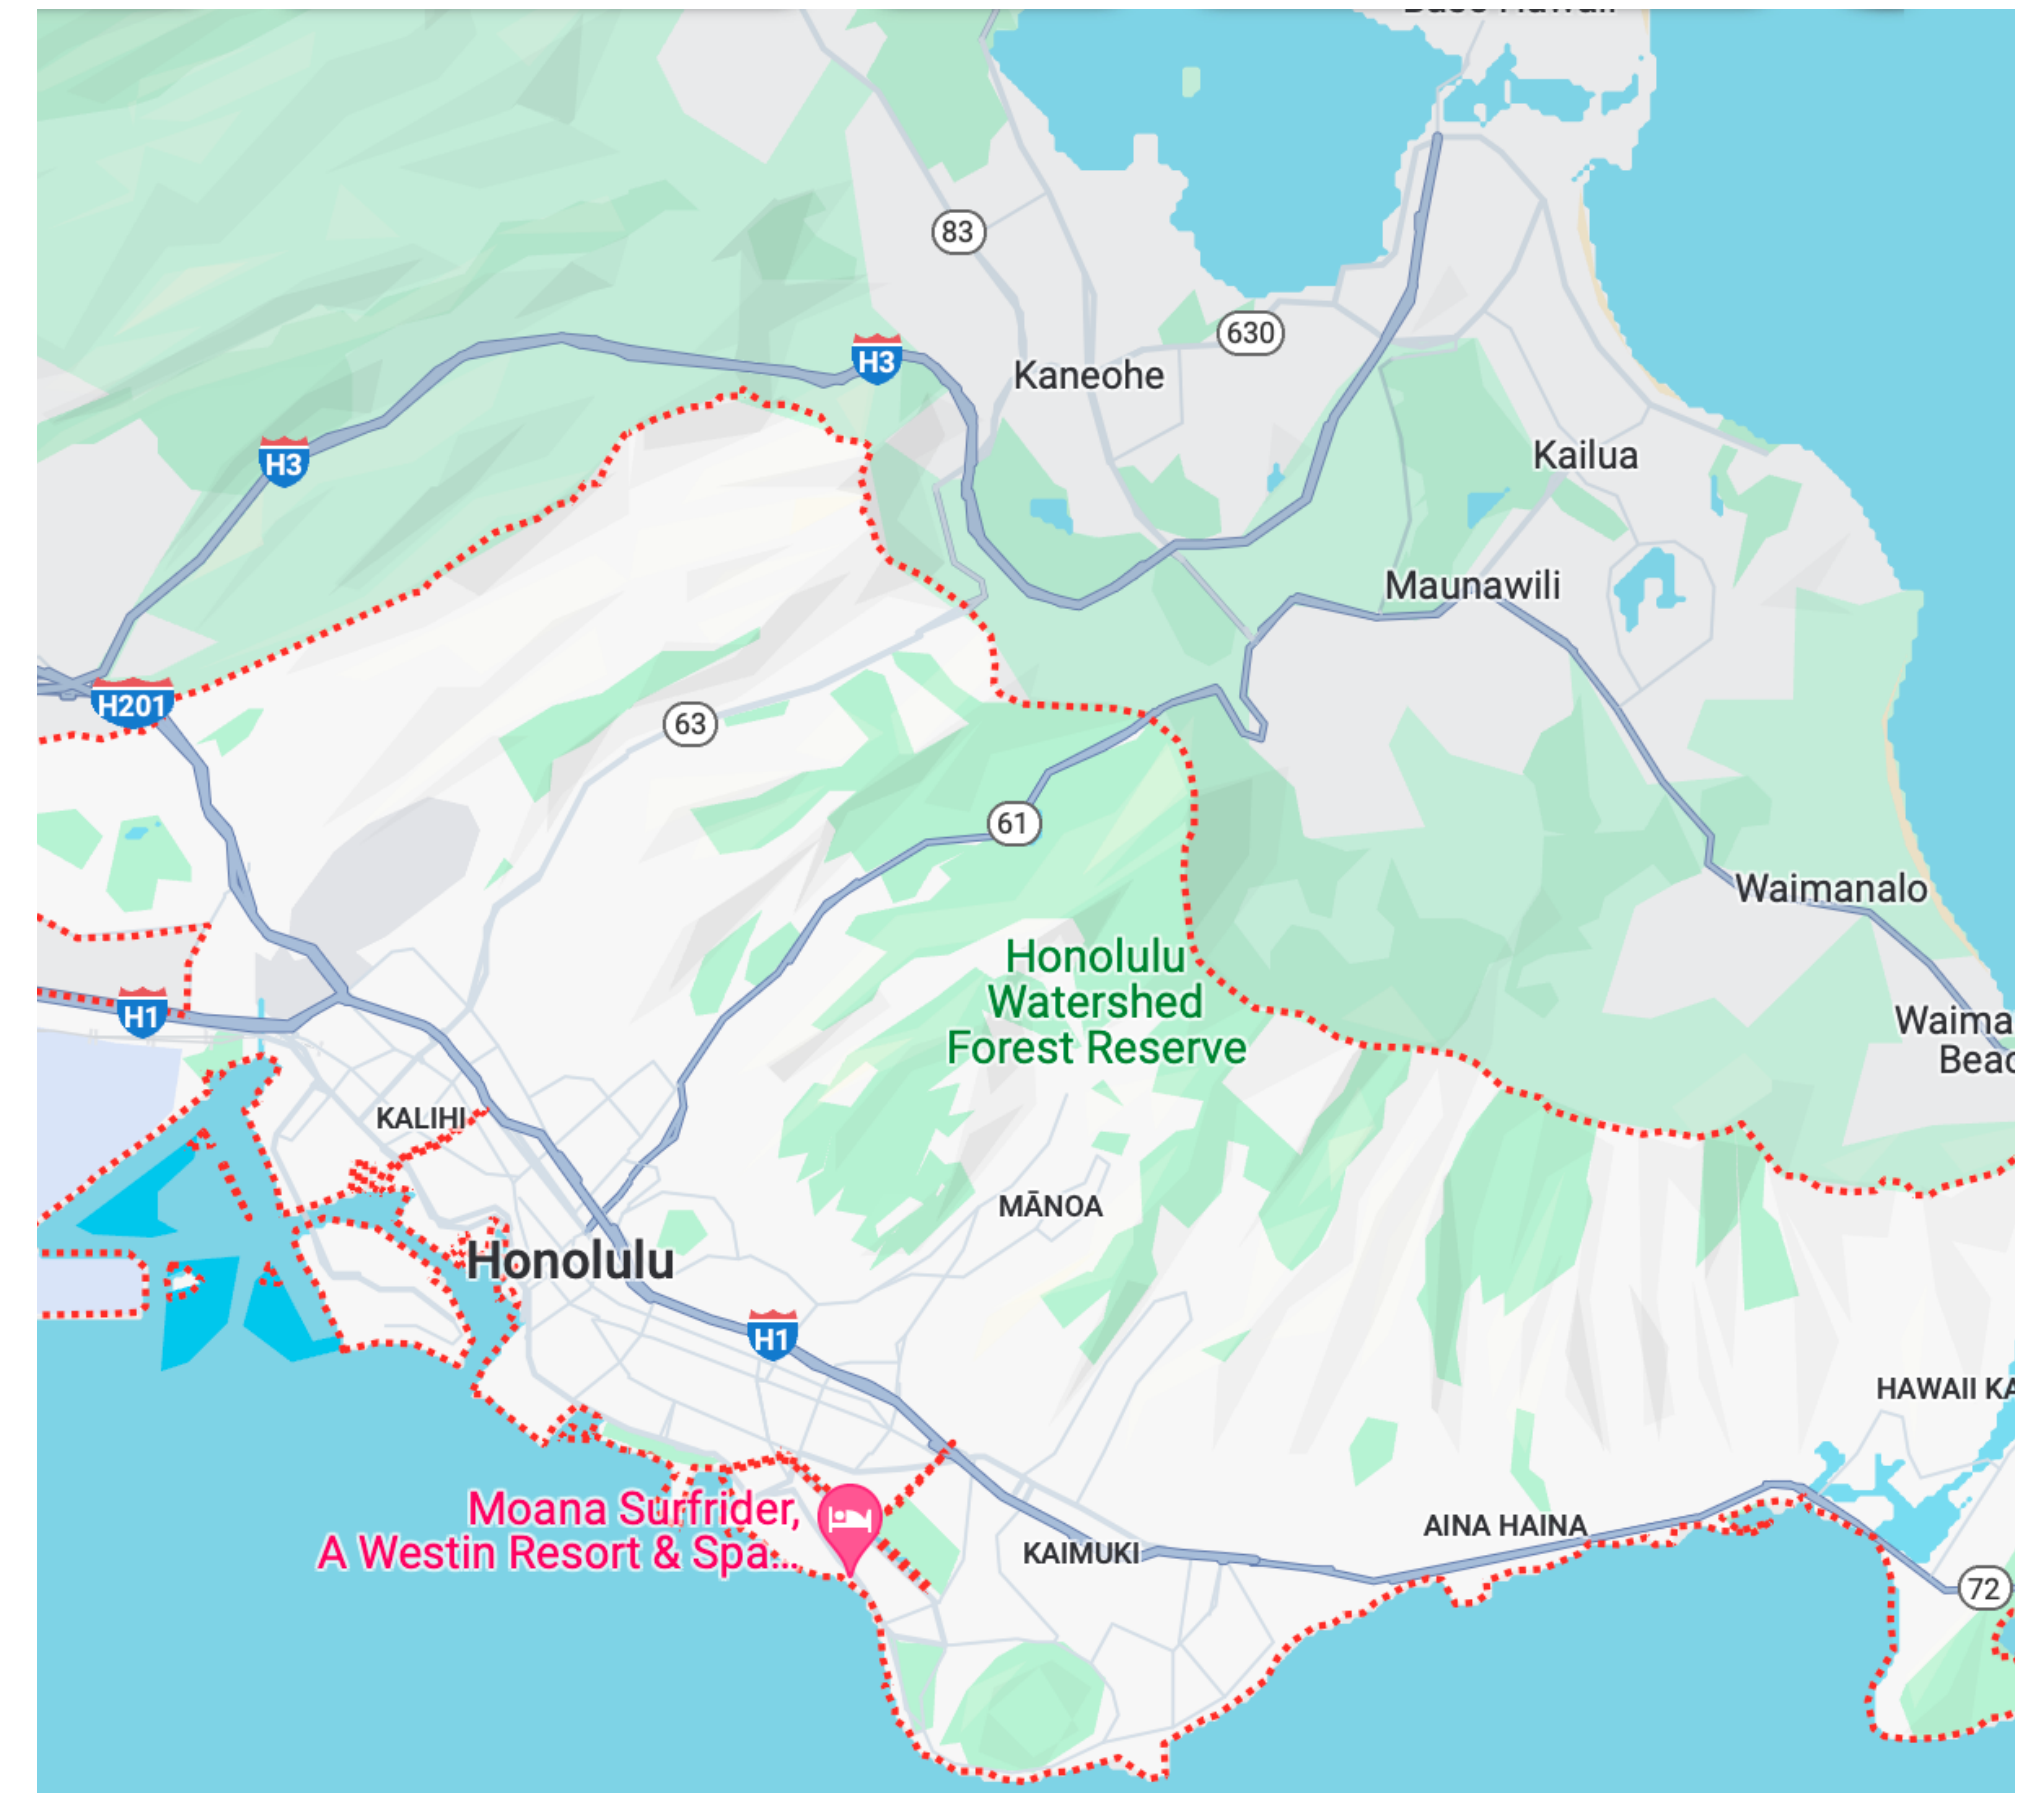 83
630
H3
Kaneohe
Kailua
H3
Maunawili
H201
63
61
Waimanalo
Honolulu
Watershed
Forest Reserve
H1
Waima
Beac
KALIHI
MĀNOA
Honolulu
H1
HAWAII KA
Moana Surfrider,
A Westin Resort & Spa...
AINA HAINA
KAIMUKI
72